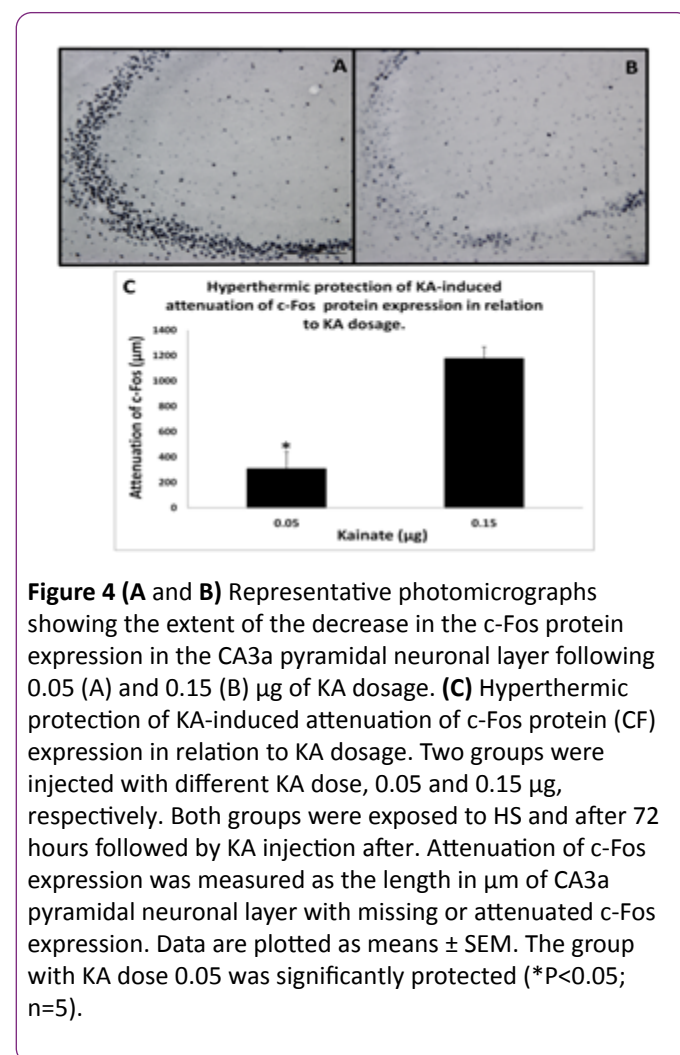 A
B
C
Hyperthermic protection of KA-induced
attenuation of c-Fos protein expression in relation
to KA dosage.
Attenuation of c-Fos (μm)
1400
1200
1000
800
600
400
200
0
*
0.05
0.15
Kainate (μg)
Figure 4 (A and B) Representative photomicrographs
showing the extent of the decrease in the c-Fos protein
expression in the CA3a pyramidal neuronal layer following
0.05 (A) and 0.15 (B) μg of KA dosage. (C) Hyperthermic
protection of KA-induced attenuation of c-Fos protein (CF)
expression in relation to KA dosage. Two groups were
injected with different KA dose, 0.05 and 0.15 μg,
respectively. Both groups were exposed to HS and after 72
hours followed by KA injection after. Attenuation of c-Fos
expression was measured as the length in μm of CA3a
pyramidal neuronal layer with missing or attenuated c-Fos
expression. Data are plotted as means ± SEM. The group
with KA dose 0.05 was significantly protected (*P<0.05;
n=5).